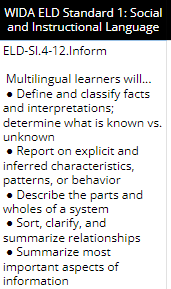 WIDA ELD Standard 1: Social
and Instructional Language
ELD-SI.4-12.Inform
Multilingual learners will...
● Define and classify facts
and interpretations;
determine what is known vs.
unknown
● Report on explicit and
inferred characteristics,
patterns, or behavior
● Describe the parts and
wholes of a system
● Sort, clarify, and
summarize relationships
● Summarize most
important aspects of
information